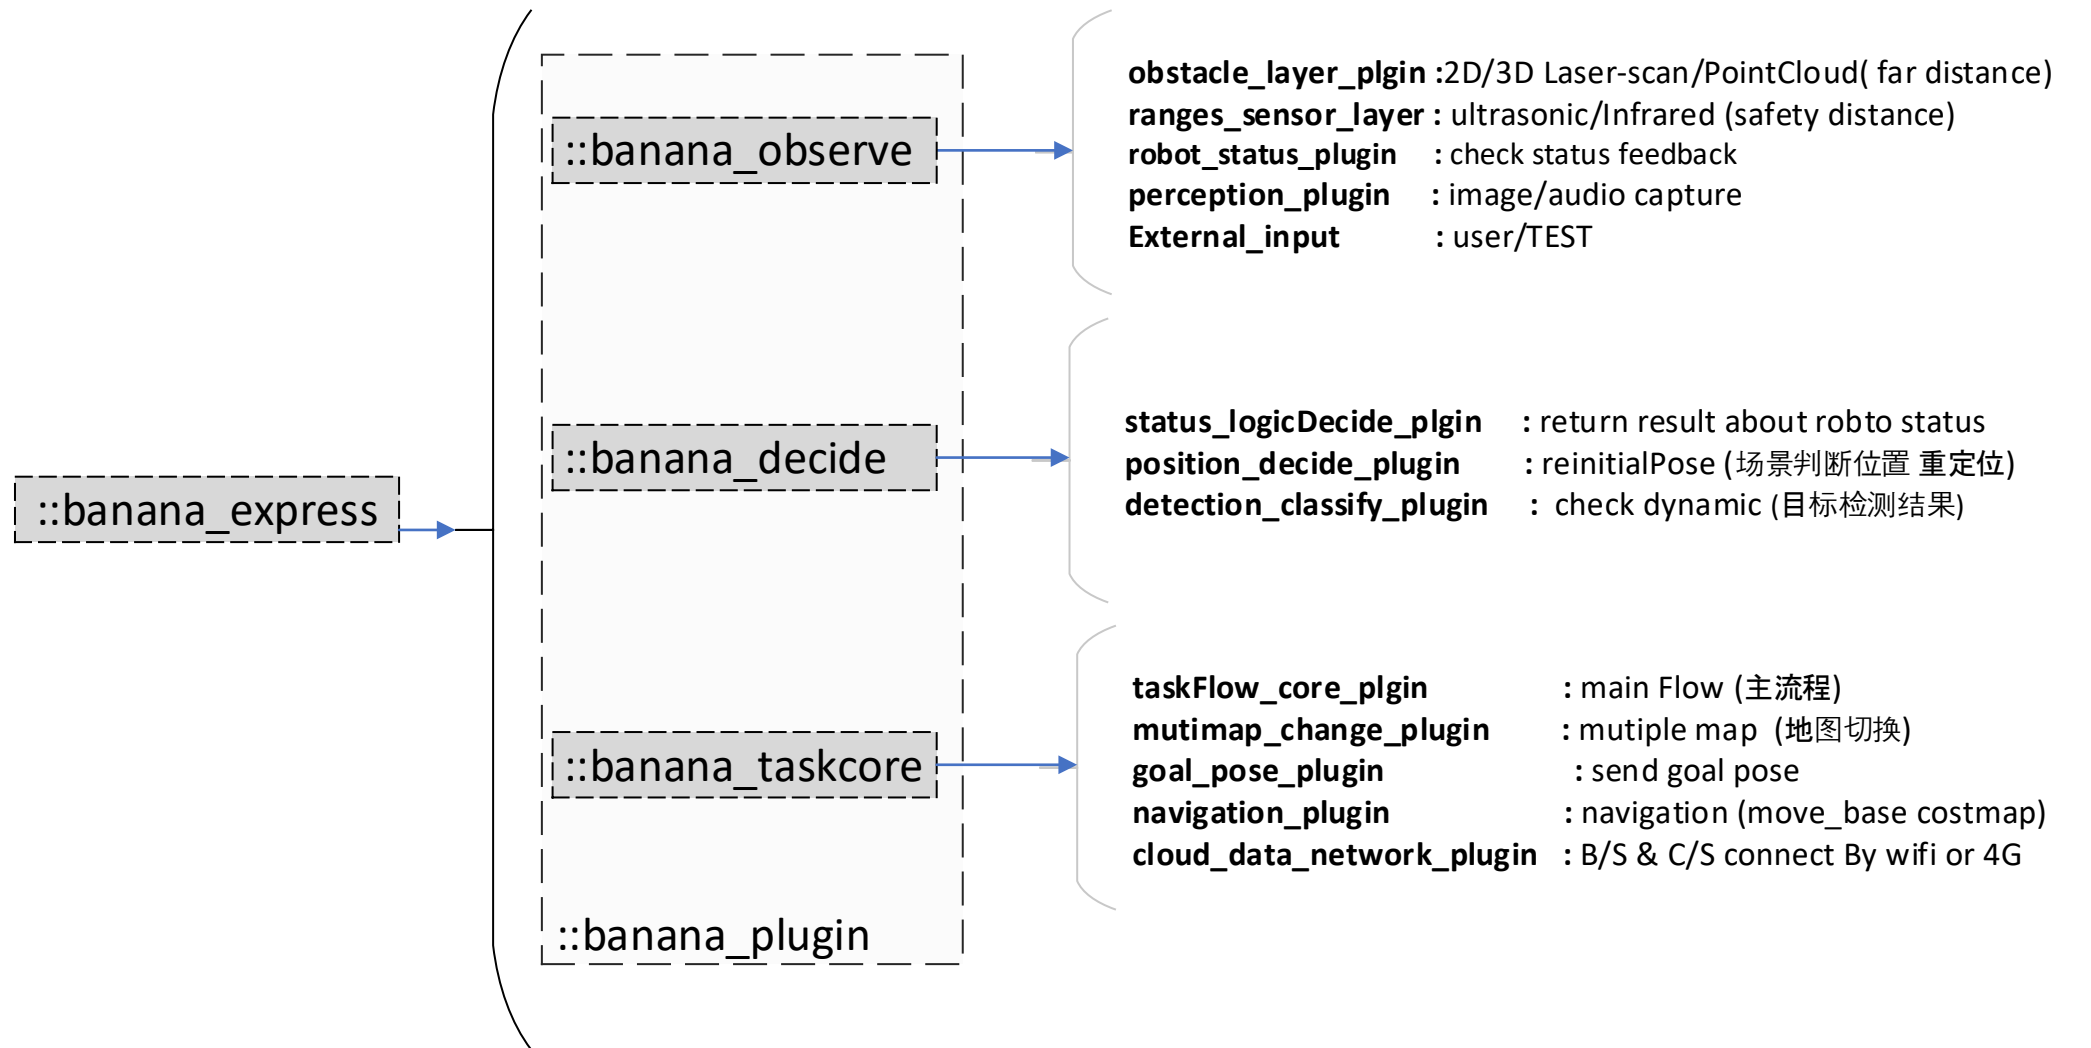 ::banana_express
::banana_plugin
::banana_observe
obstacle_layer_plgin :2D/3D Laser-scan/PointCloud( far distance)
ranges_sensor_layer : ultrasonic/Infrared (safety distance)
robot_status_plugin : check status feedback
perception_plugin : image/audio capture
External_input : user/TEST
::banana_decide
status_logicDecide_plgin : return result about robto status
position_decide_plugin : reinitialPose (场景判断位置 重定位)
detection_classify_plugin : check dynamic (目标检测结果)
::banana_taskcore
taskFlow_core_plgin : main Flow (主流程)
mutimap_change_plugin : mutiple map (地图切换)
goal_pose_plugin : send goal pose
navigation_plugin : navigation (move_base costmap)
cloud_data_network_plugin : B/S & C/S connect By wifi or 4G